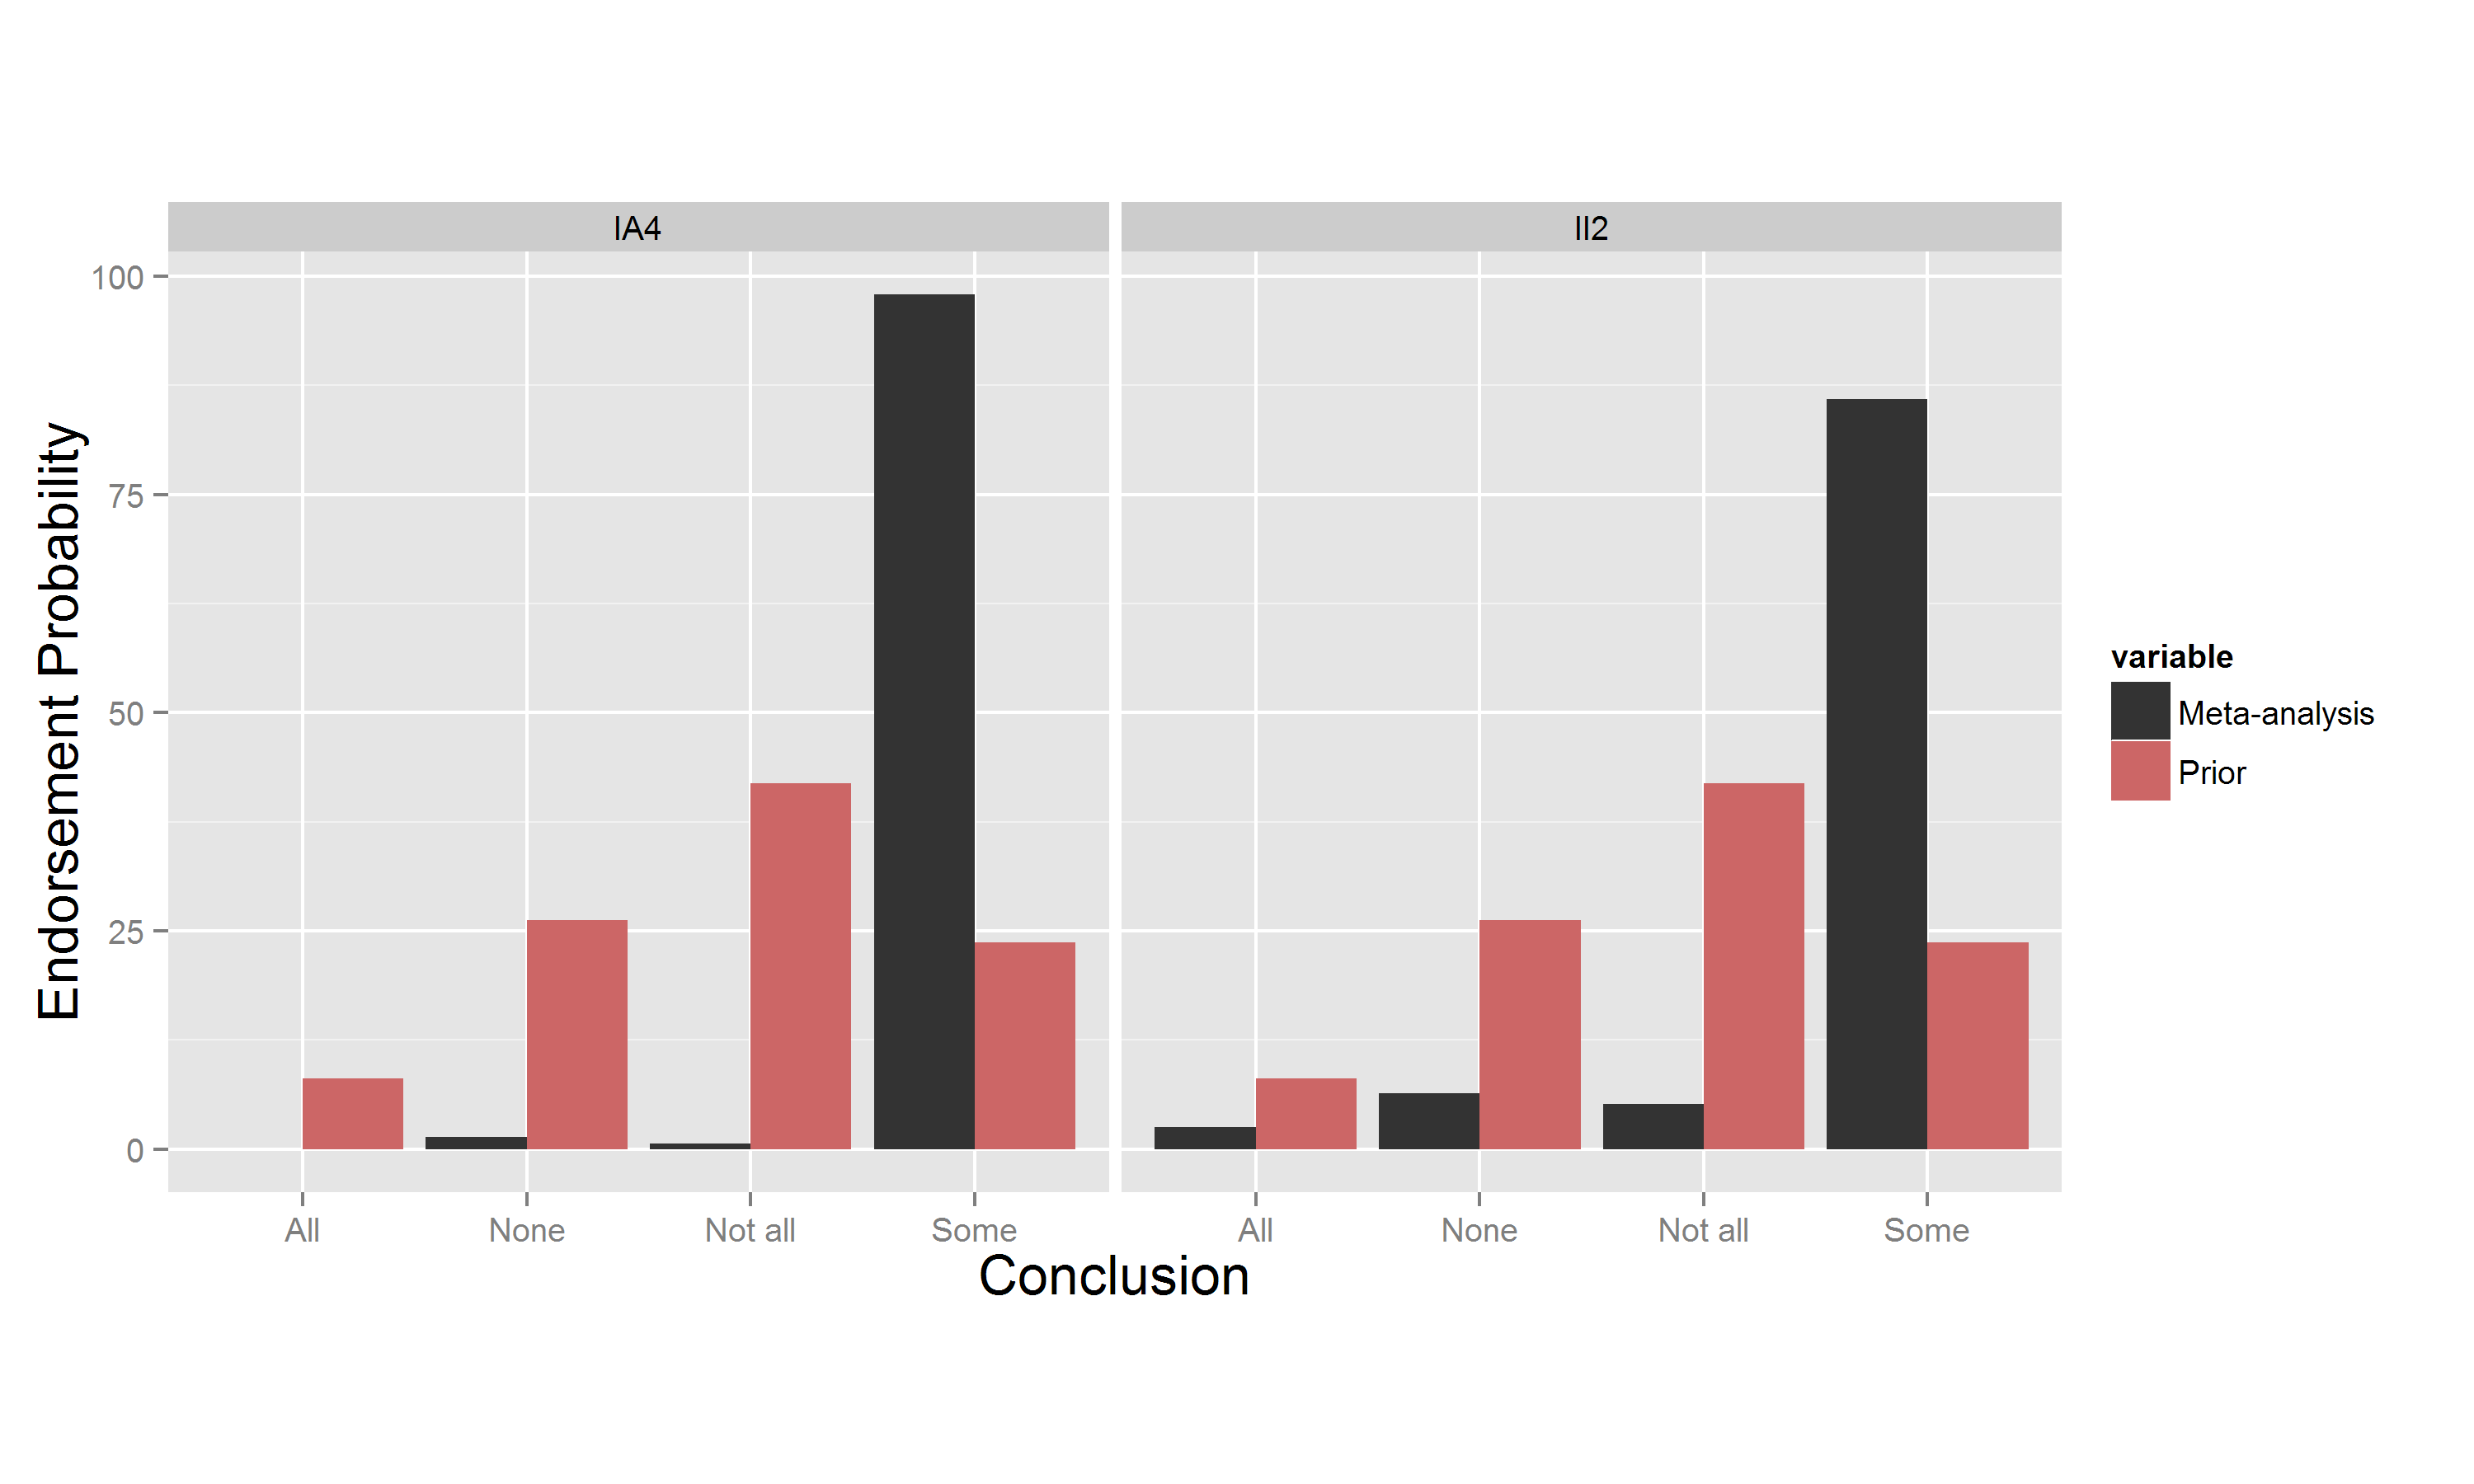 IA4
II2
100
75
50
25
0
Endorsement Probability
All
None
Not all
Some
All
None
Not all
Some
Conclusion
variable
Meta-analysis
Prior